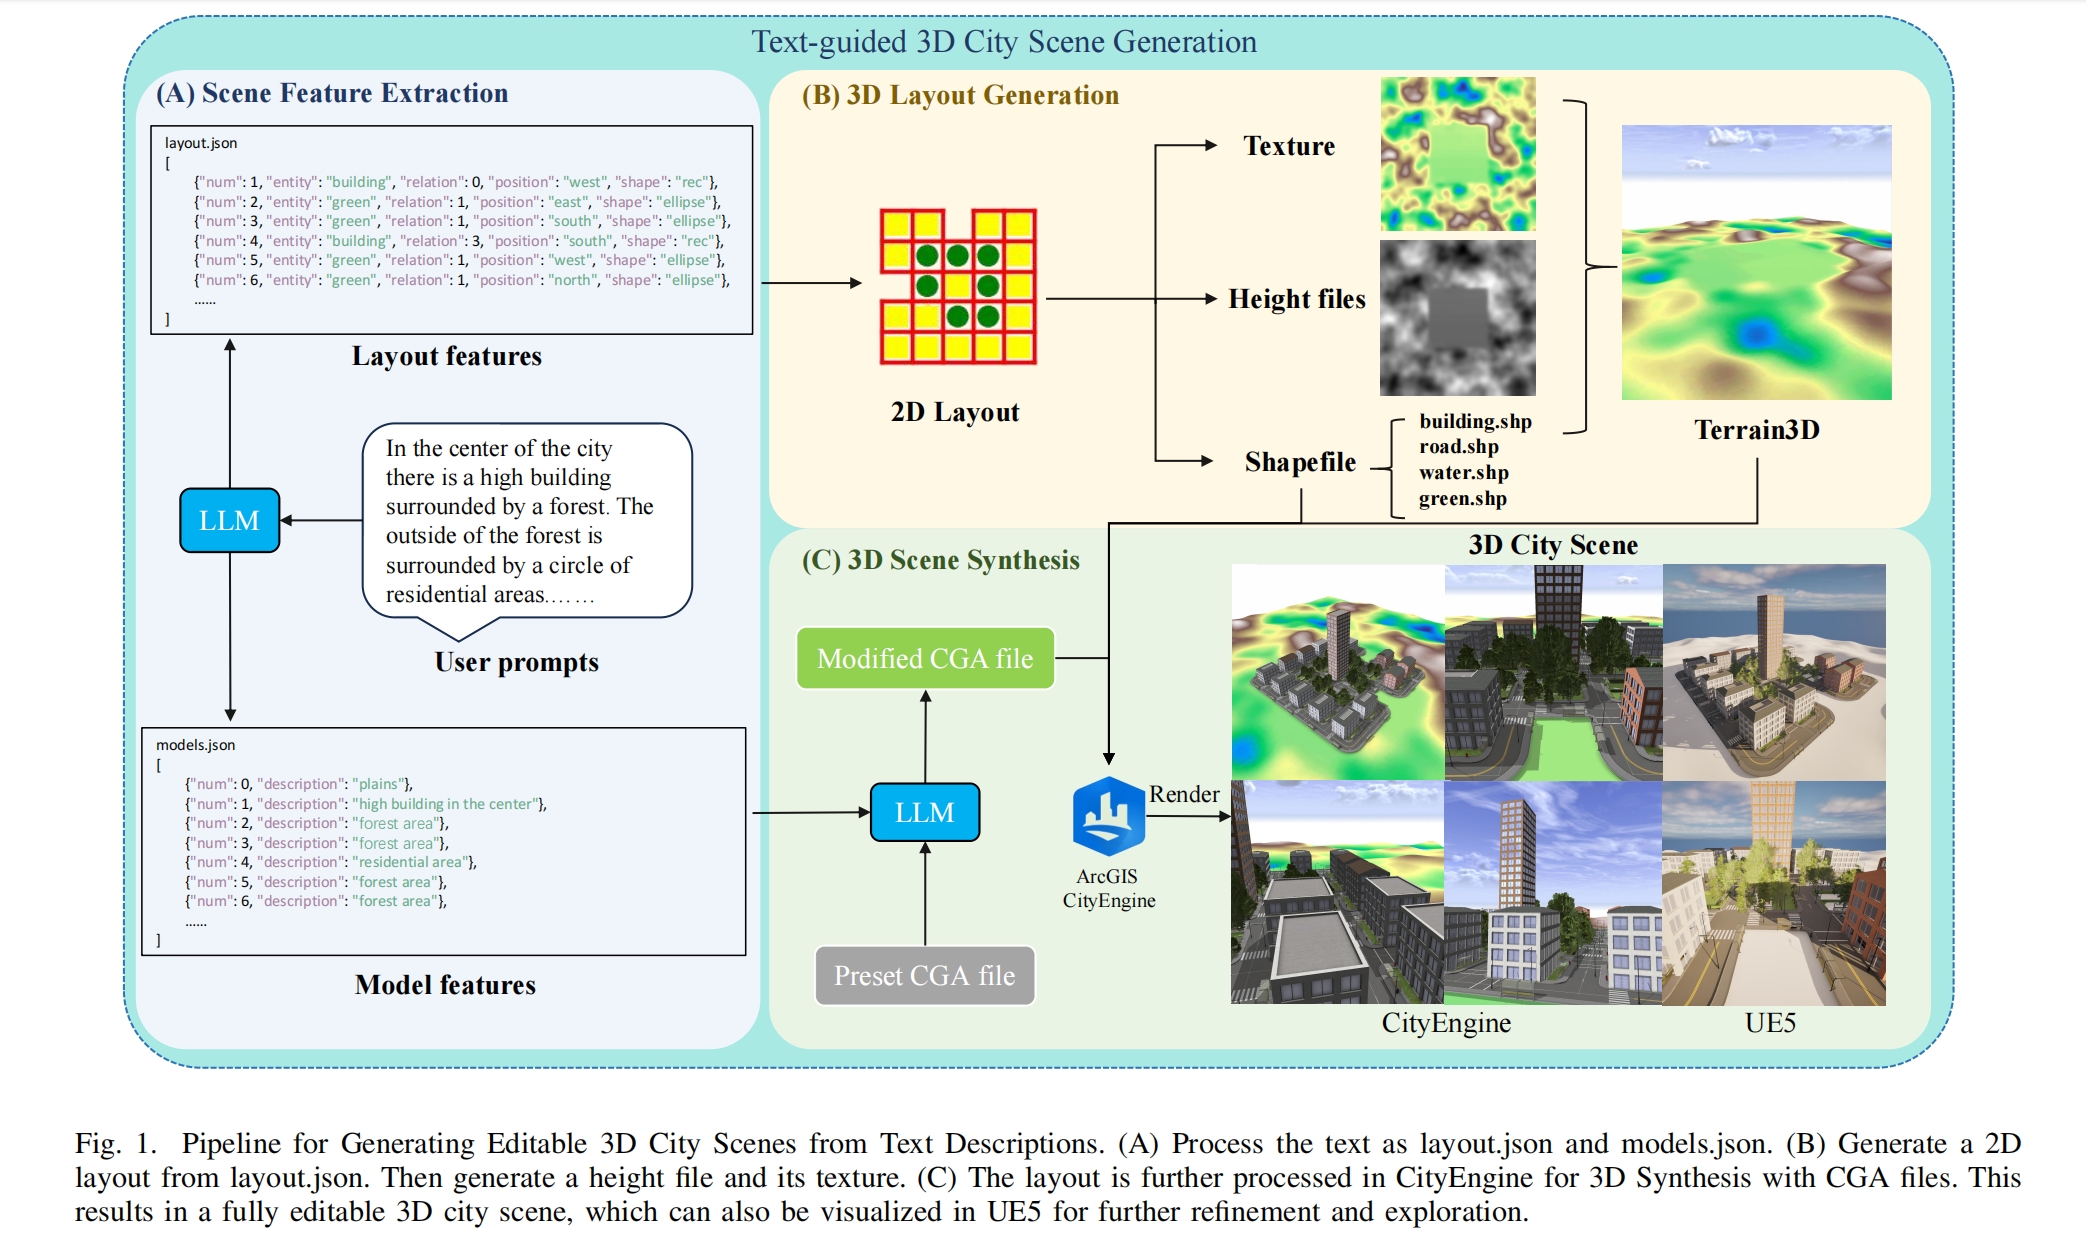 Text-guided 3D City Scene Generation
(A) Scene Feature Extraction
layout.json
[
{"num": 1, "entity": "building", "relation": 0, "position": "west", "shape": "rec"},
{"num": 2, "entity": "green", "relation": 1, "position": "east", "shape": "ellipse"},
{"num": 3, "entity": "green", "relation": 1, "position": "south", "shape": "ellipse"},
{"num": 4, "entity": "building", "relation": 3, "position": "south", "shape": "rec"},
{"num": 5, "entity": "green", "relation": 1, "position": "west", "shape": "ellipse"},
{"num": 6, "entity": "green", "relation": 1, "position": "north", "shape": "ellipse"},
......
]
Layout features
LLM
In the center of the city
there is a high building
surrounded by a forest. The
outside of the forest is
surrounded by a circle of
residential areas.……
User prompts
models.json
[
{"num": 0, "description": "plains"},
{"num": 1, "description": "high building in the center"},
{"num": 2, "description": "forest area"},
{"num": 3, "description": "forest area"},
{"num": 4, "description": "residential area"},
{"num": 5, "description": "forest area"},
{"num": 6, "description": "forest area"},
......
]
Model features
(B) 3D Layout Generation
2D Layout
Texture
Height files
Shapefile
building.shp
road.shp
water.shp
green.shp
Terrain3D
(C) 3D Scene Synthesis
Modified CGA file
LLM
Preset CGA file
ArcGIS
CityEngine
Render
3D City Scene
CityEngine
UE5
Fig. 1. Pipeline for Generating Editable 3D City Scenes from Text Descriptions. (A) Process the text as layout.json and models.json. (B) Generate a 2D
layout from layout.json. Then generate a height file and its texture. (C) The layout is further processed in CityEngine for 3D Synthesis with CGA files. This
results in a fully editable 3D city scene, which can also be visualized in UE5 for further refinement and exploration.